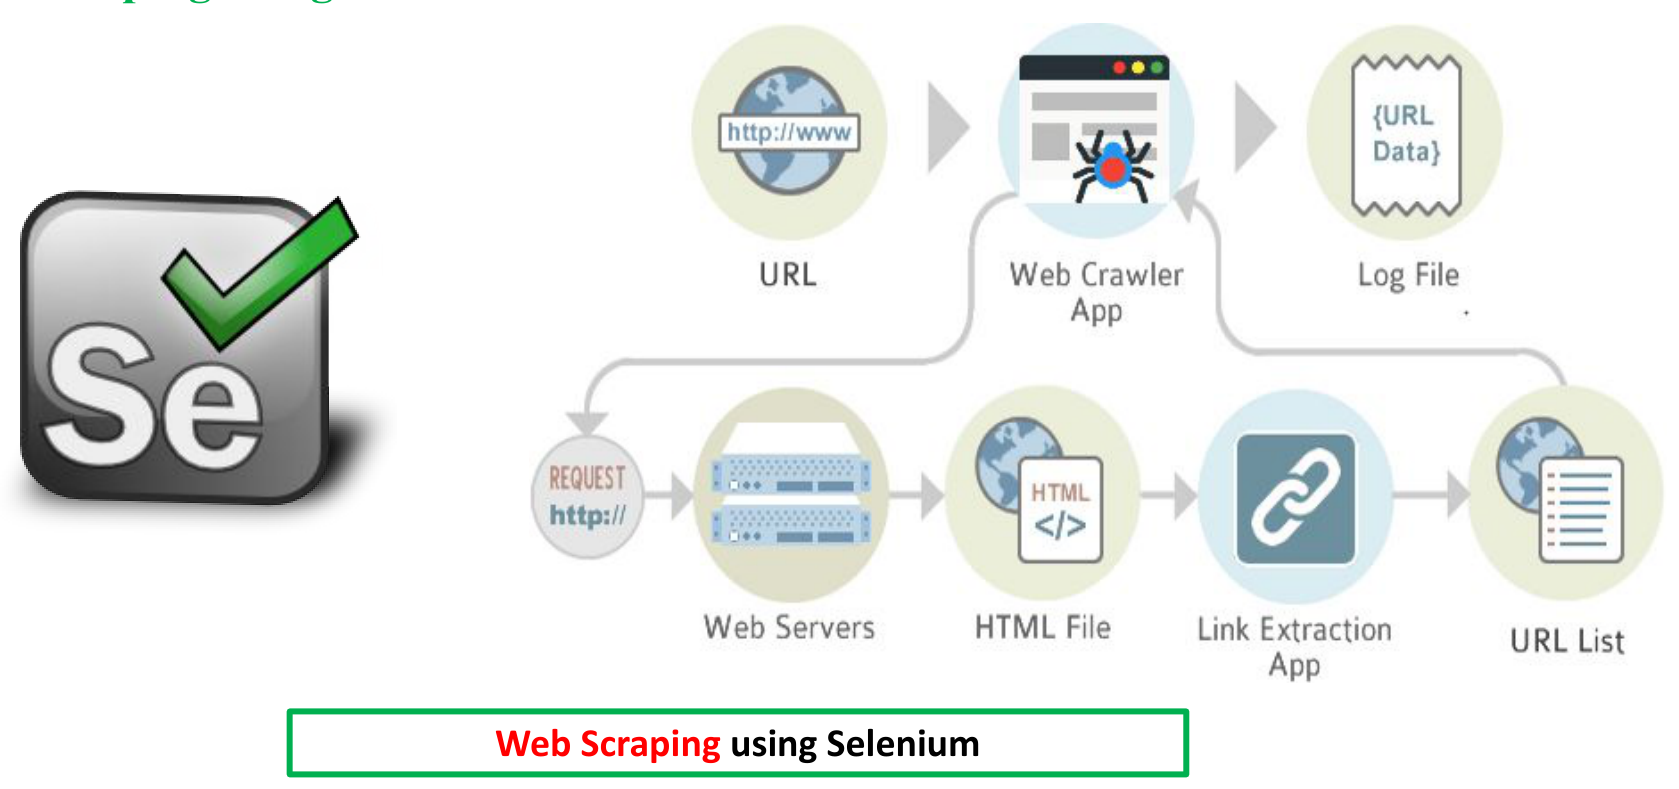 http://www
{URL
Data}
URL
Web Crawler
App
Log File
Se
REQUEST
http://
HTML
</>
Web Servers
HTML File
Link Extraction
App
URL List
Web Scraping using Selenium